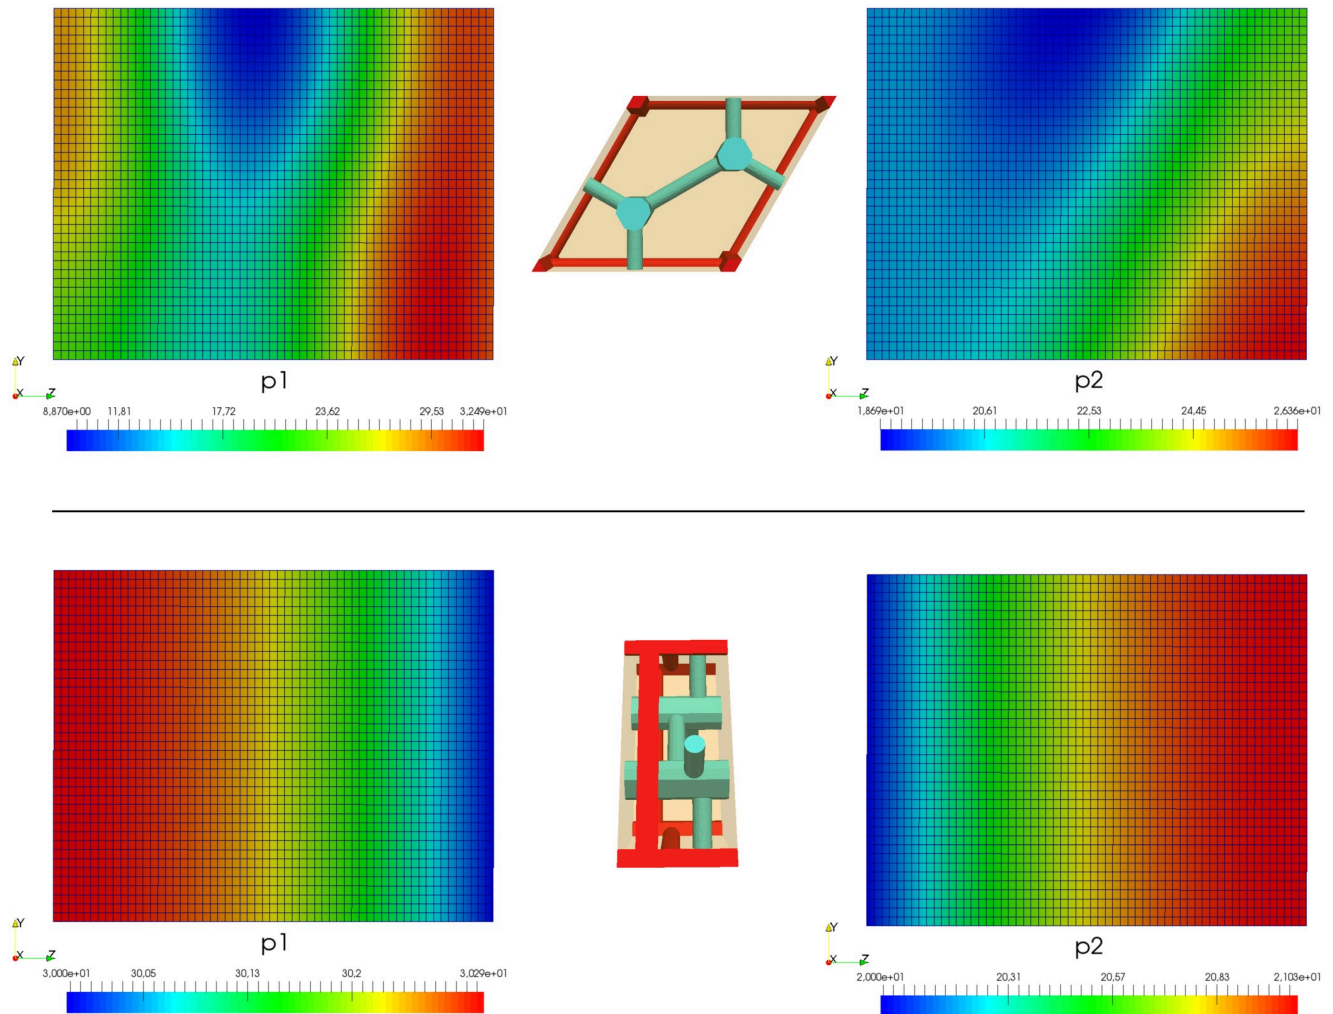 Y
X Z
p1
8,870e+00 11,81 17,72 23,62 29,53 3,249e+01
Y
X Z
p2
1,869e+01 20,61 22,53 24,45 2,636e+01
Y
X Z
p1
3,000e+01 30,05 30,13 30,2 3,029e+01
Y
X Z
p2
2,000e+01 20,31 20,57 20,83 2,103e+01